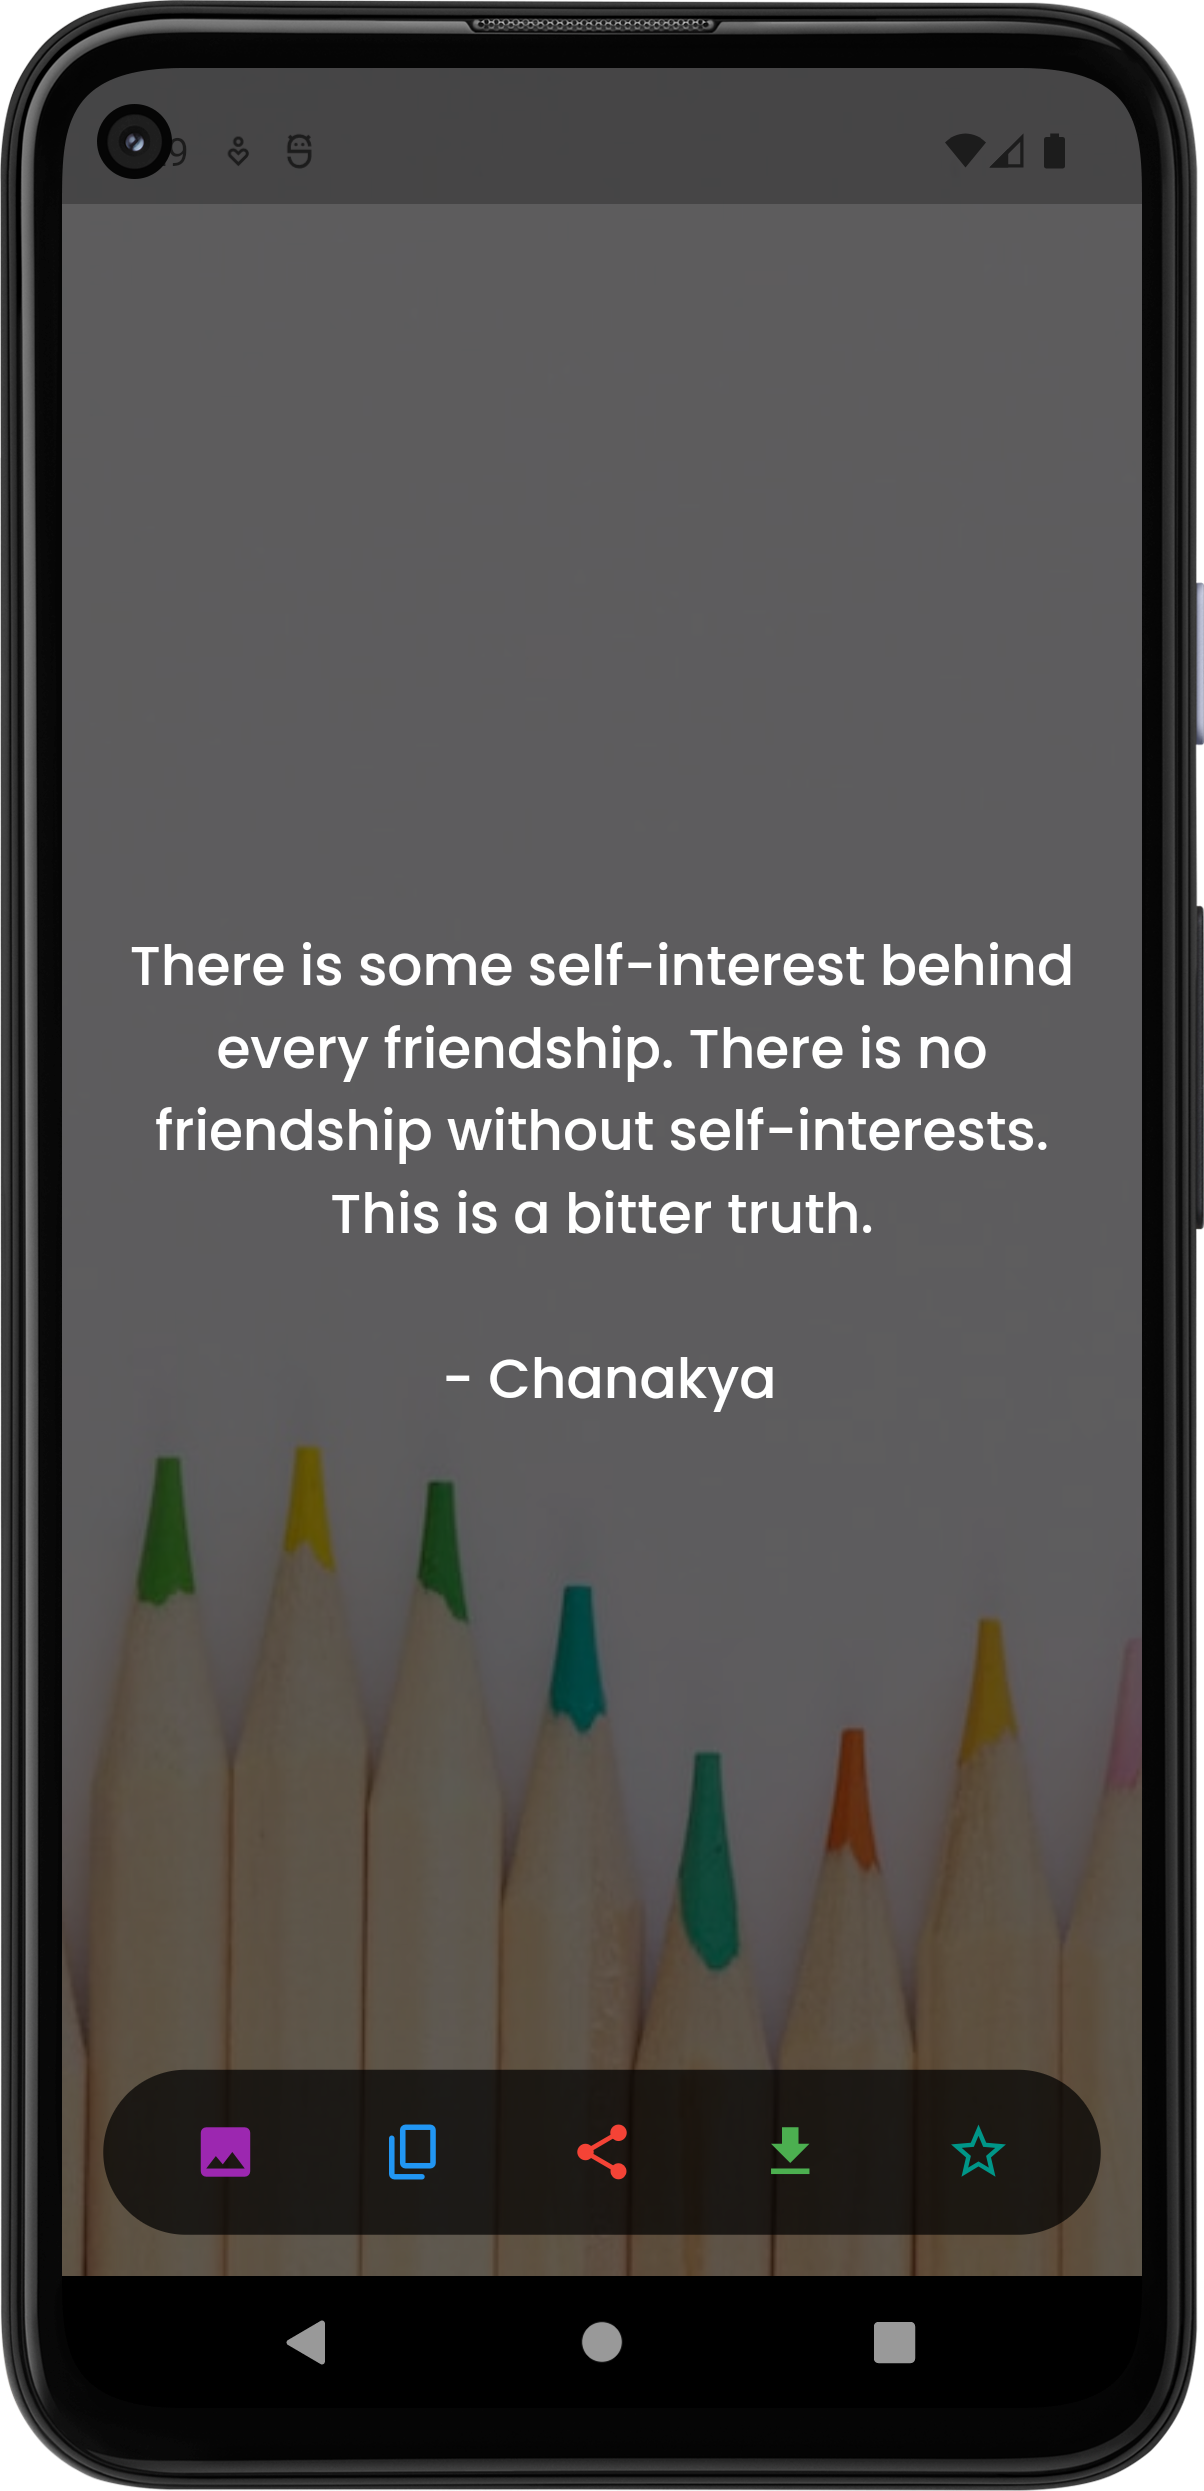 There is some self-interest behind
every friendship. There is no
friendship without self-interests.
This is a bitter truth.
- Chanakya